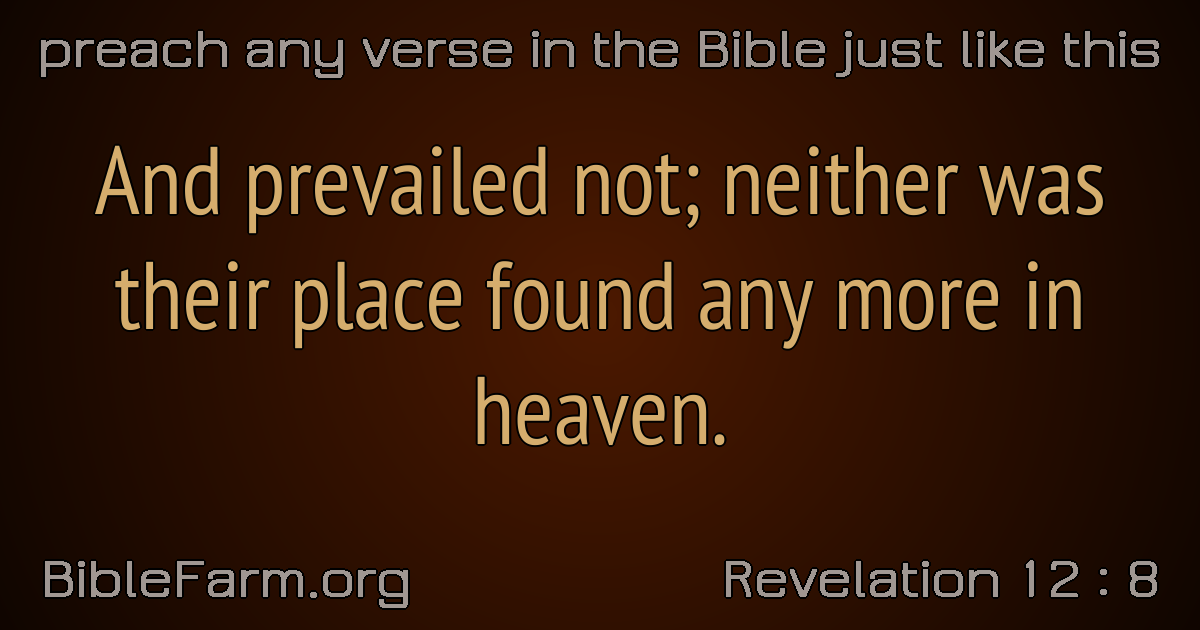 preach any verse in the Bible just like this
And prevailed not; neither was
their place found any more in
heaven.
BibleFarm.org
Revelation 12 : 8